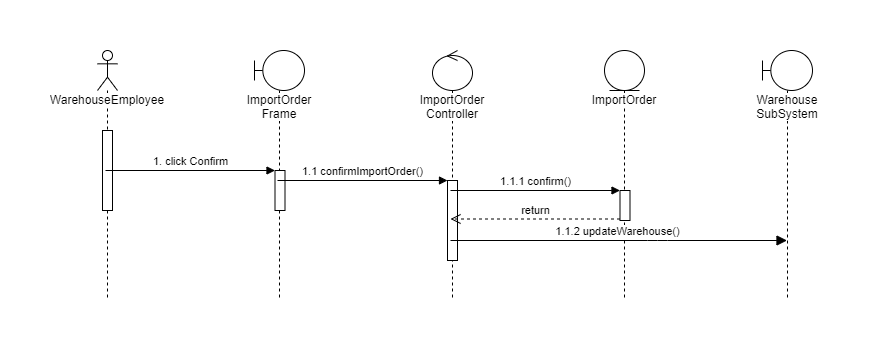 WarehouseEmployee
ImportOrder
Frame
ImportOrder
Controller
ImportOrder
Warehouse
SubSystem
1. click Confirm
1.1 confirmImportOrder()
1.1.1 confirm()
return
1.1.2 updateWarehouse()